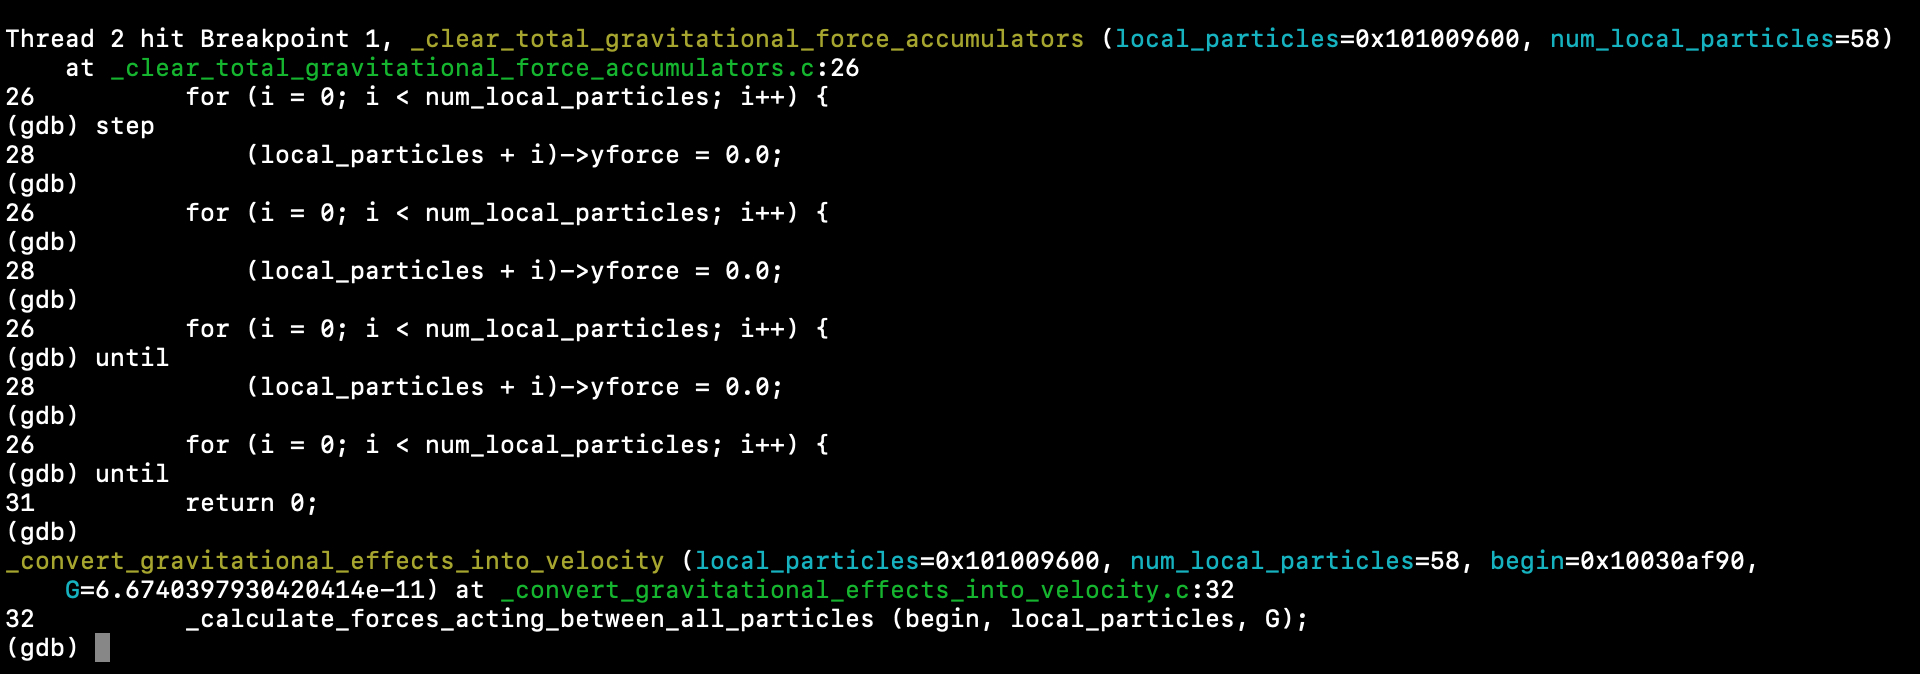 Thread 2 hit Breakpoint 1, _clear_total_gravitational_force_accumulators (local_particles=0x101009600, num_local_particles=58)
    at _clear_total_gravitational_force_accumulators.c:26
26          for (i = 0; i < num_local_particles; i++) {
(gdb) step
28              (local_particles + i)->yforce = 0.0;
(gdb)
26          for (i = 0; i < num_local_particles; i++) {
(gdb)
28              (local_particles + i)->yforce = 0.0;
(gdb)
26          for (i = 0; i < num_local_particles; i++) {
(gdb) until
28              (local_particles + i)->yforce = 0.0;
(gdb)
26          for (i = 0; i < num_local_particles; i++) {
(gdb) until
31          return 0;
(gdb)
_convert_gravitational_effects_into_velocity (local_particles=0x101009600, num_local_particles=58, begin=0x10030af90,
    G=6.6740397930420414e-11) at _convert_gravitational_effects_into_velocity.c:32
32          _calculate_forces_acting_between_all_particles (begin, local_particles, G);
(gdb)